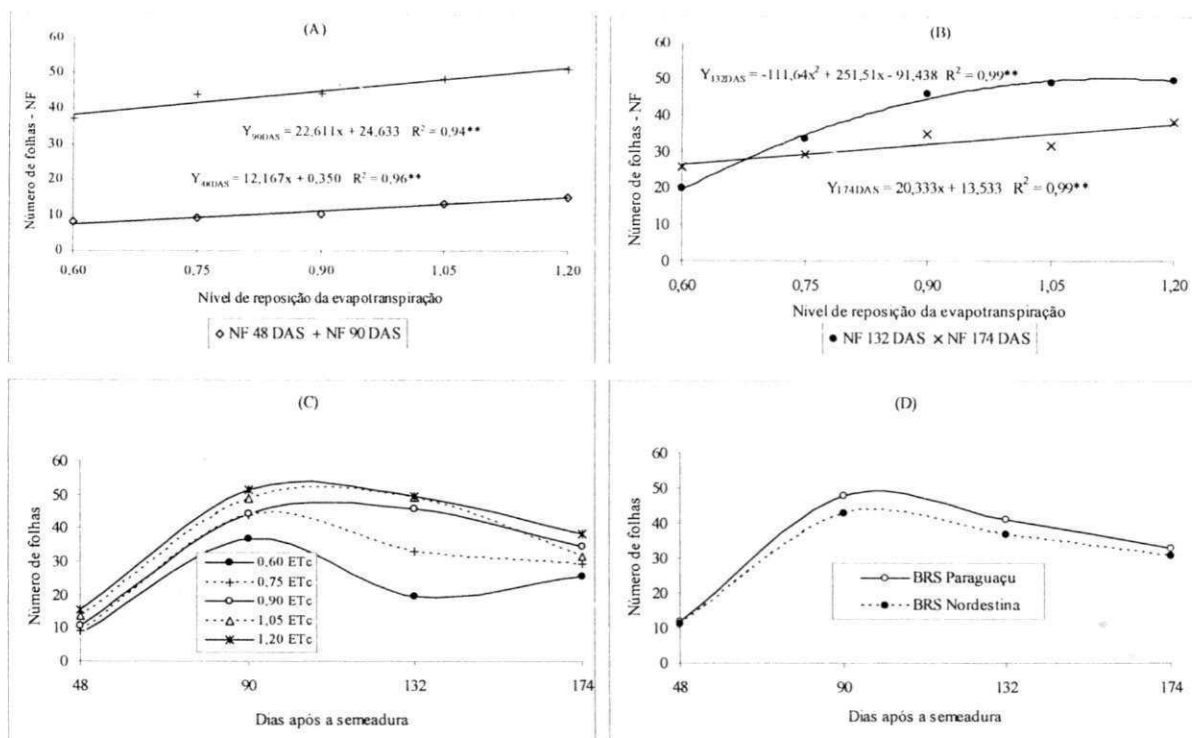 (A)
60
50
40
30
20
10
0
Número de folhas - NF
Y90DAS = 22,611x + 24,633 R² = 0,94**
Y48DAS = 12,167x + 0,350 R² = 0,96**
0,60 0,75 0,90 1,05 1,20
Nível de reposição da evapotranspiração
◇ NF 48 DAS + NF 90 DAS
(B)
60
50
40
30
20
10
0
Número de folhas - NF
Y132DAS = -111,64x² + 251,51x - 91,438 R² = 0,99**
Y174DAS = 20,333x + 13,533 R² = 0,99**
0,60 0,75 0,90 1,05 1,20
Nível de reposição da evapotranspiração
● NF 132 DAS × NF 174 DAS
(C)
60
50
40
30
20
10
0
Número de folhas
0,60 ETc
0,75 ETc
0,90 ETc
1,05 ETc
1,20 ETc
48 90 132 174
Dias após a semeadura
(D)
60
50
40
30
20
10
0
Número de folhas
BRS Paraguaçu
BRS Nordestina
48 90 132 174
Dias após a semeadura